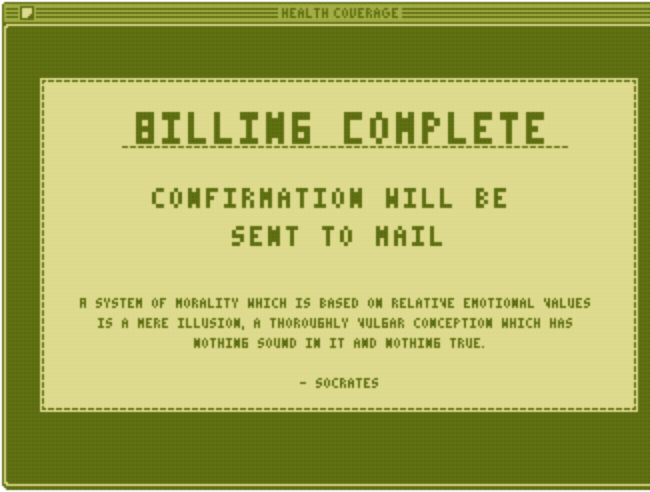 HEALTH COVERAGE
BILLING COMPLETE
CONFIRMATION WILL BE
SENT TO MAIL
A SYSTEM OF MORALITY WHICH IS BASED ON RELATIVE EMOTIONAL VALUES
IS A MERE ILLUSION, A THOROUGHLY VULGAR CONCEPTION WHICH HAS
NOTHING SOUND IN IT AND NOTHING TRUE.
- SOCRATES